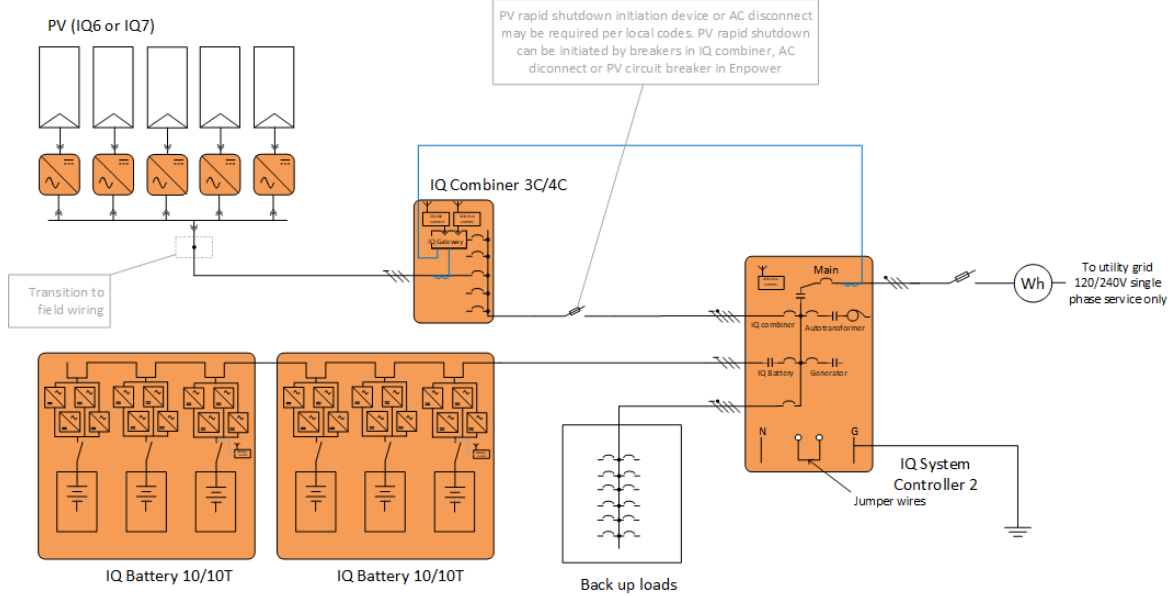 PV (IQ6 or IQ7)
PV rapid shutdown initiation device or AC disconnect
may be required per local codes. PV rapid shutdown
can be initiated by breakers in IQ combiner, AC
diconnect or PV circuit breaker in Enpower
IQ Combiner 3C/4C
IQ Gateway
Transition to
field wiring
Main
Wh
To utility grid
120/240V single
phase service only
IQ combiner
Autotransformer
IQ Battery
Generator
N
G
IQ System
Controller 2
Jumper wires
IQ Battery 10/10T
IQ Battery 10/10T
Back up loads